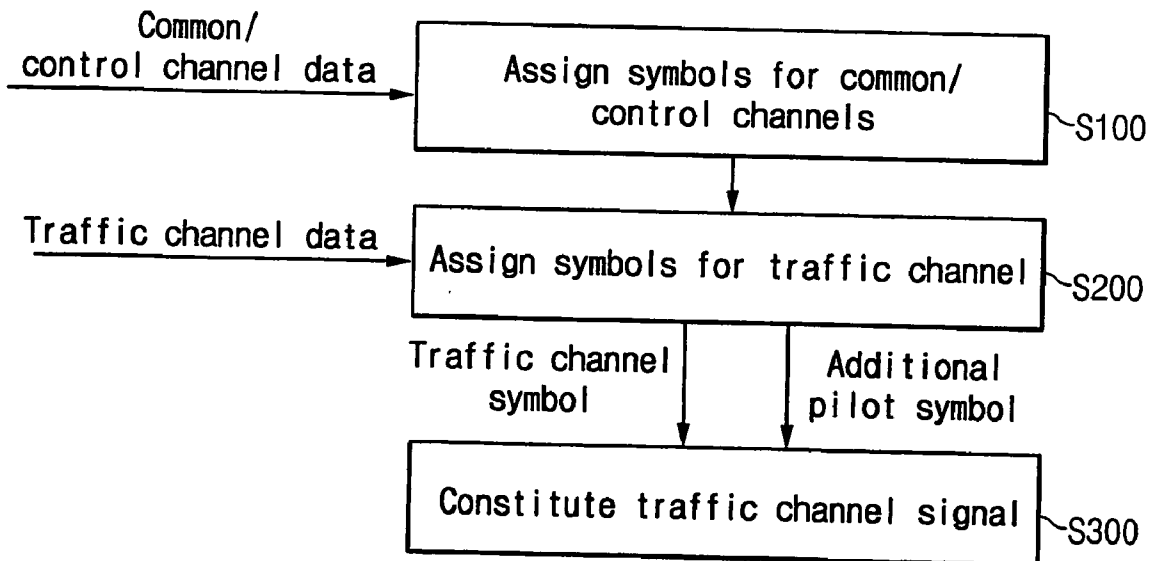 Common/
control channel data
Assign symbols for common/
control channels
S100
Traffic channel data
Assign symbols for traffic channel
S200
Traffic channel
symbol
Additional
pilot symbol
Constitute traffic channel signal
S300